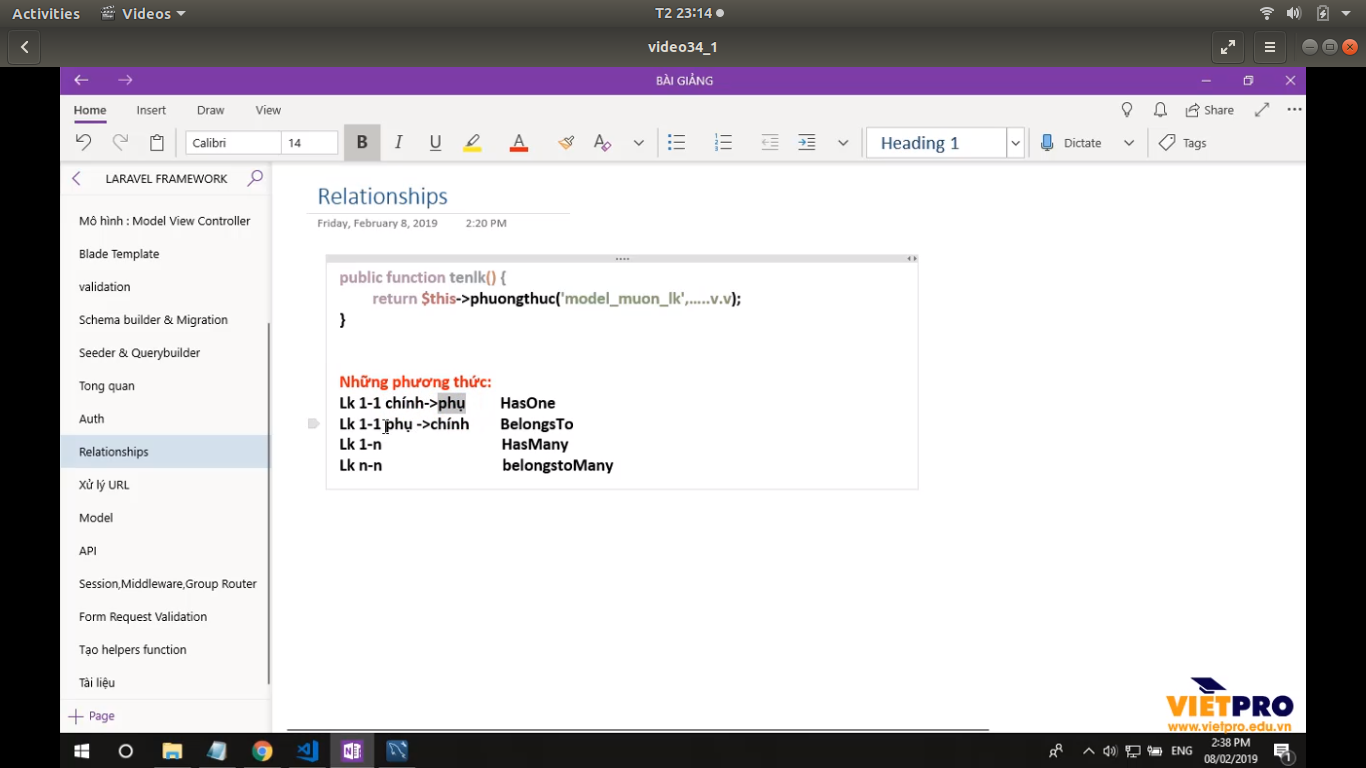 Activities Videos T2 23:14
video34_1
BÀI GIẢNG
Home Insert Draw View Share
Calibri 14 B I U A A Heading 1 Dictate Tags
LARAVEL FRAMEWORK
Mô hình : Model View Controller
Blade Template
validation
Schema builder & Migration
Seeder & Querybuilder
Tong quan
Auth
Relationships
Xử lý URL
Model
API
Session,Middleware,Group Router
Form Request Validation
Tạo helpers function
Tài liệu
Page
Relationships
Friday, February 8, 2019 2:20 PM
public function tenlk() {
return $this->phuongthuc('model_muon_lk',.....v.v);
}
Những phương thức:
Lk 1-1 chính->phụ HasOne
Lk 1-1 phụ ->chính BelongsTo
Lk 1-n HasMany
Lk n-n belongstoMany
VIETPRO
www.vietpro.edu.vn
ENG
2:38 PM
08/02/2019
1